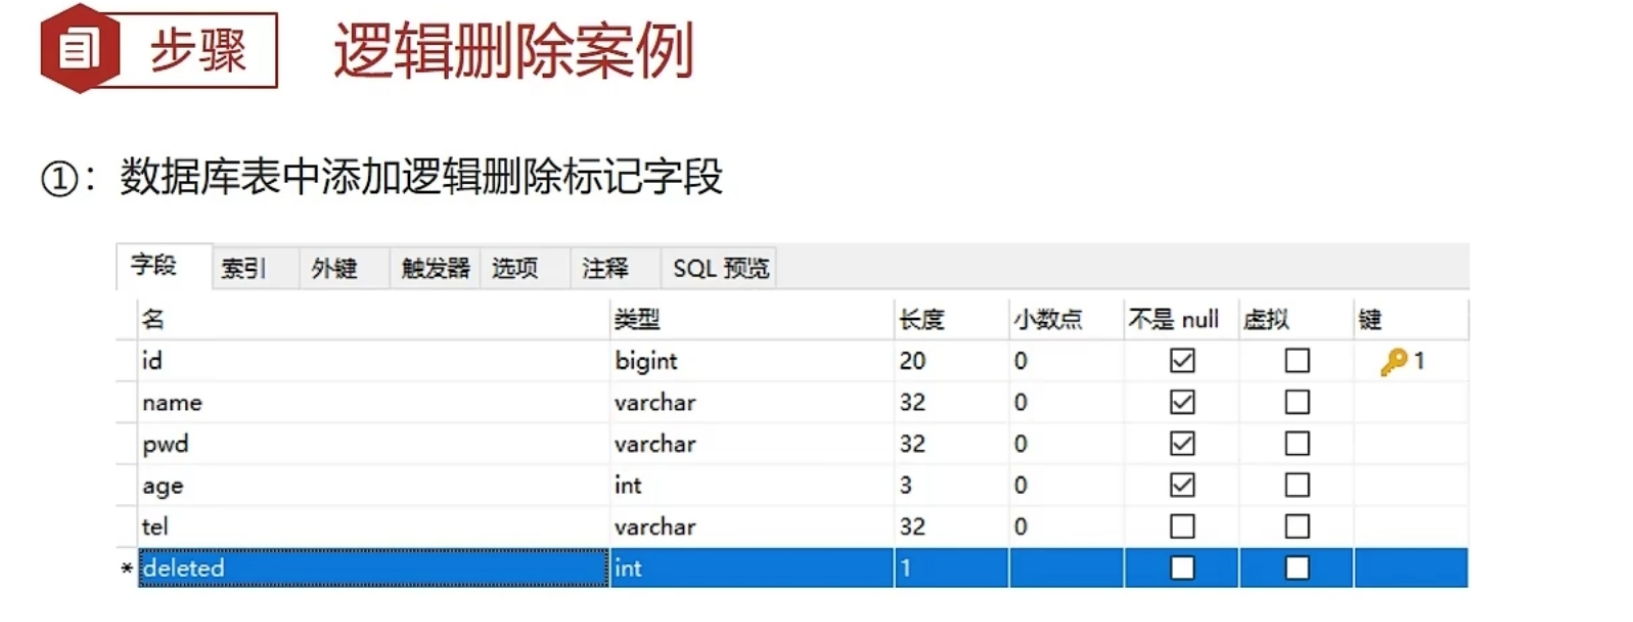 步骤 逻辑删除案例
①：数据库表中添加逻辑删除标记字段
字段 索引 外键 触发器 选项 注释 SQL 预览
名 类型 长度 小数点 不是 null 虚拟 键
id bigint 20 0 1
name varchar 32 0
pwd varchar 32 0
age int 3 0
tel varchar 32 0
* deleted int 1